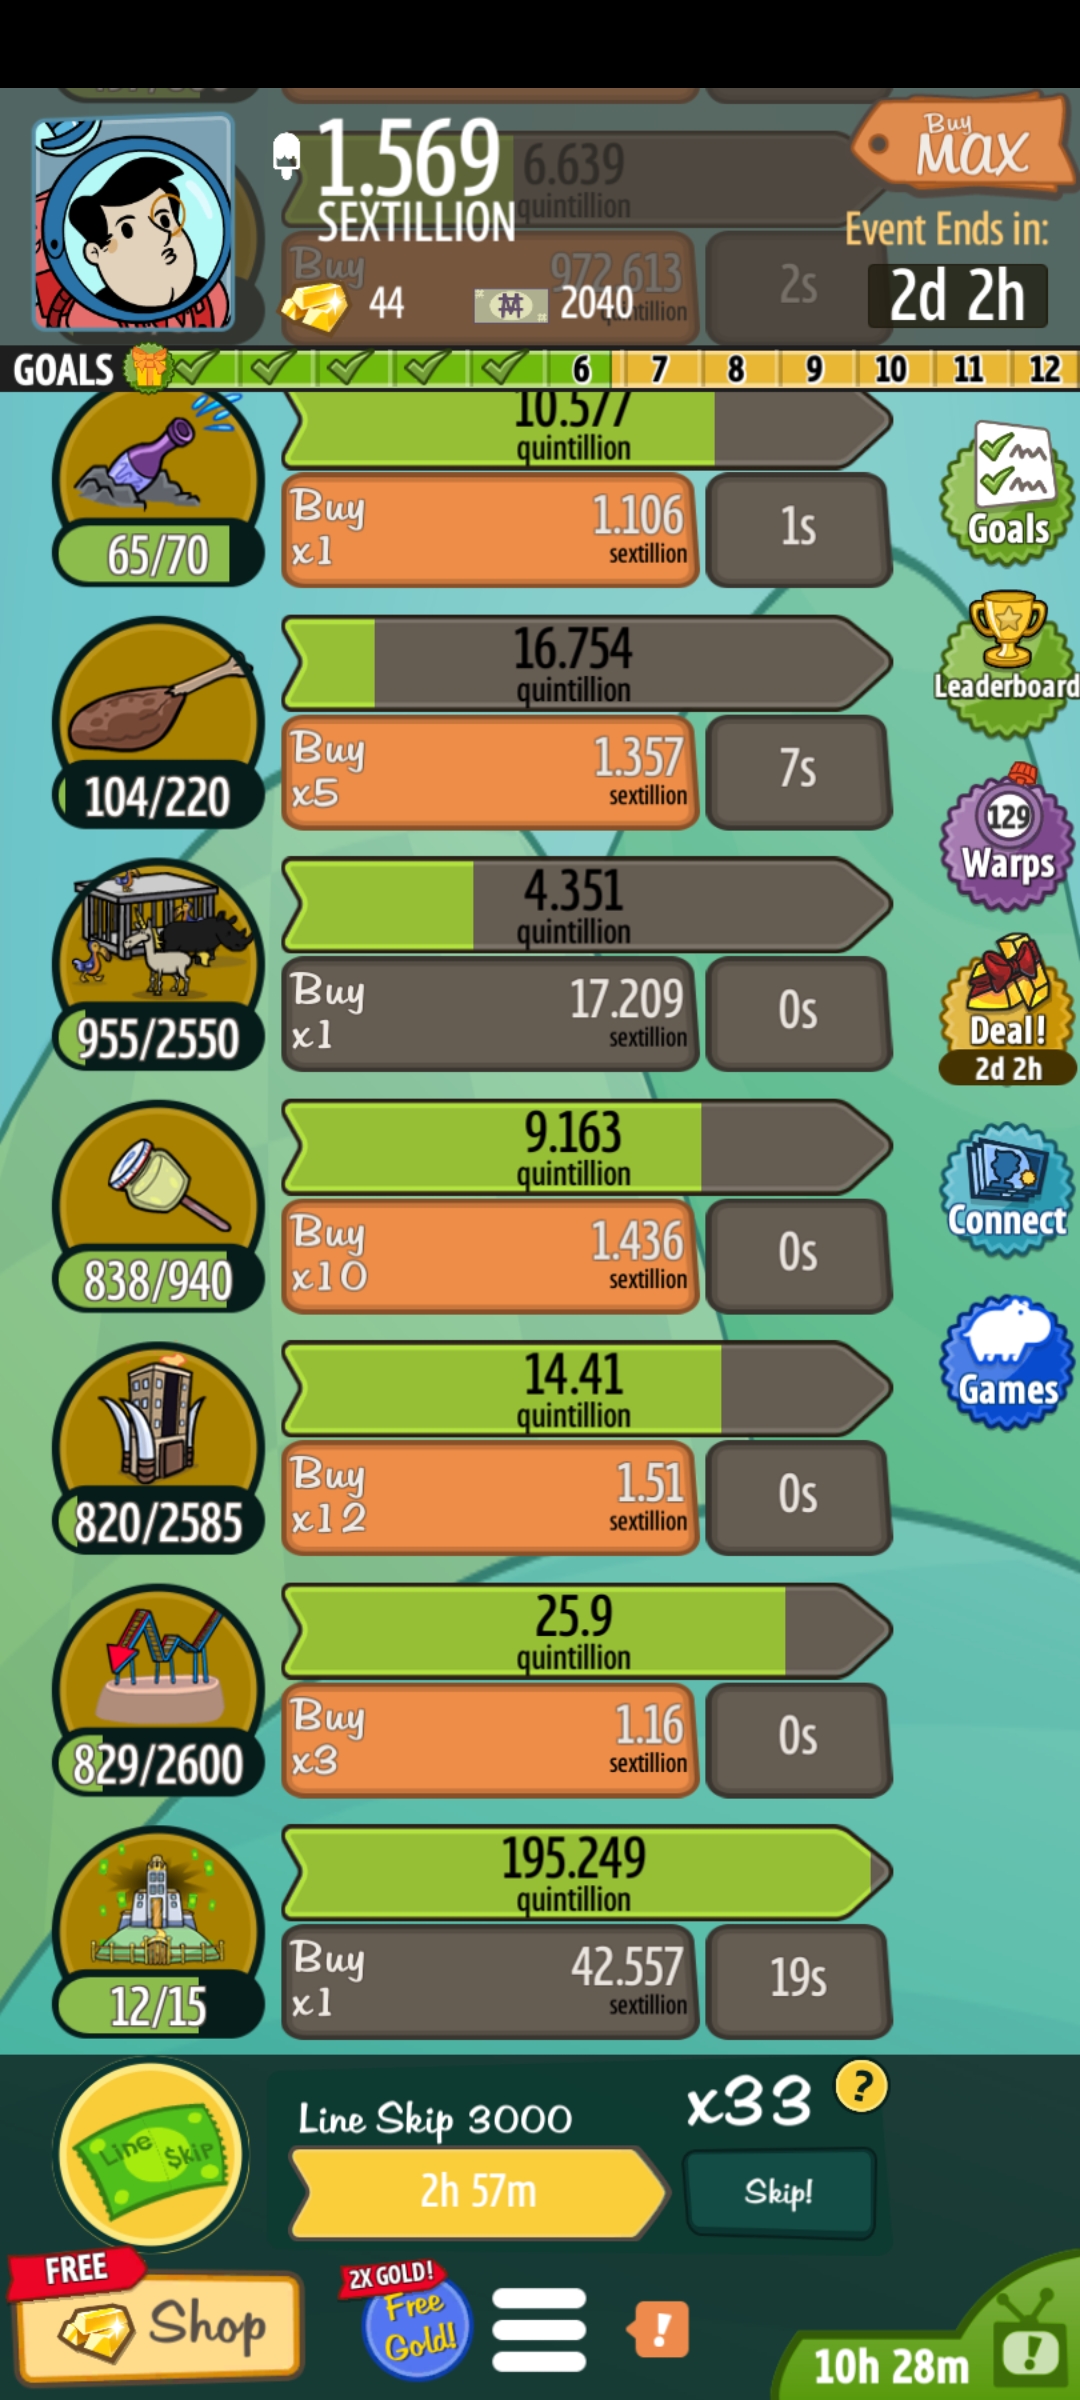 1.569
SEXTILLION
6.639
quintillion
Buy
MAX
Event Ends in:
2d 2h
Buy
972.613
2s
44
2040
GOALS
6 7 8 9 10 11 12
10.577
quintillion
65/70
Buy
x1
1.106
sextillion
1s
Goals
16.754
quintillion
104/220
Buy
x5
1.357
sextillion
7s
Leaderboard
4.351
quintillion
955/2550
Buy
x1
17.209
sextillion
0s
129
Warps
Deal!
2d 2h
9.163
quintillion
838/940
Buy
x10
1.436
sextillion
0s
Connect
14.41
quintillion
820/2585
Buy
x12
1.51
sextillion
0s
Games
25.9
quintillion
829/2600
Buy
x3
1.16
sextillion
0s
195.249
quintillion
12/15
Buy
x1
42.557
sextillion
19s
Line $kip
Line Skip 3000
x33
?
2h 57m
Skip!
FREE
Shop
2X GOLD!
Free
Gold!
!
10h 28m
!